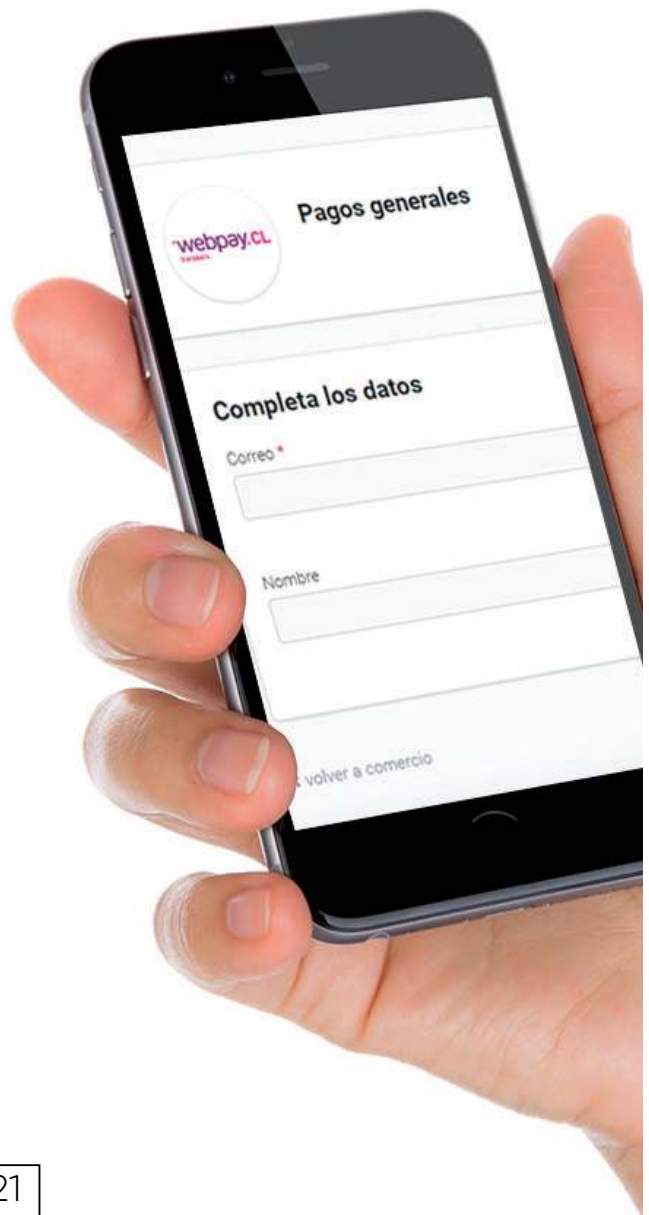 Pagos generales
webpay.CL
Completa los datos
Correo *
Nombre
volver a comercio
21